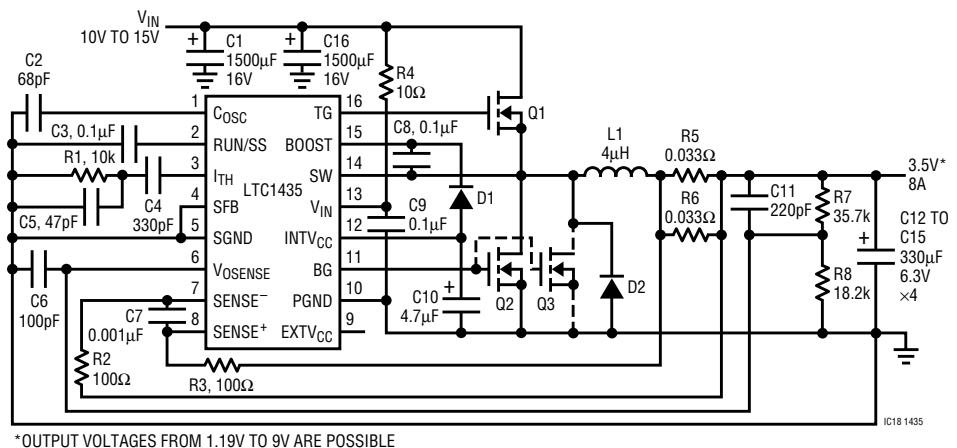 VIN
10V TO 15V
C1
1500µF
16V
C16
1500µF
16V
R4
10Ω
C2
68pF
1
COSC
TG
16
Q1
C3, 0.1µF
2
RUN/SS
BOOST
15
C8, 0.1µF
R1, 10k
3
ITH
SW
14
L1
4µH
R5
0.033Ω
3.5V*
8A
C5, 47pF
C4
330pF
LTC1435
4
SFB
VIN
13
C9
0.1µF
D1
R6
0.033Ω
C11
220pF
R7
35.7k
C12 TO
C15
330µF
6.3V
×4
5
SGND
INTVCC
12
6
VOSENSE
BG
11
Q2
Q3
D2
R8
18.2k
C6
100pF
7
SENSE−
PGND
10
C10
4.7µF
C7
0.001µF
8
SENSE+
EXTVCC
9
R2
100Ω
R3, 100Ω
IC18 1435
*OUTPUT VOLTAGES FROM 1.19V TO 9V ARE POSSIBLE